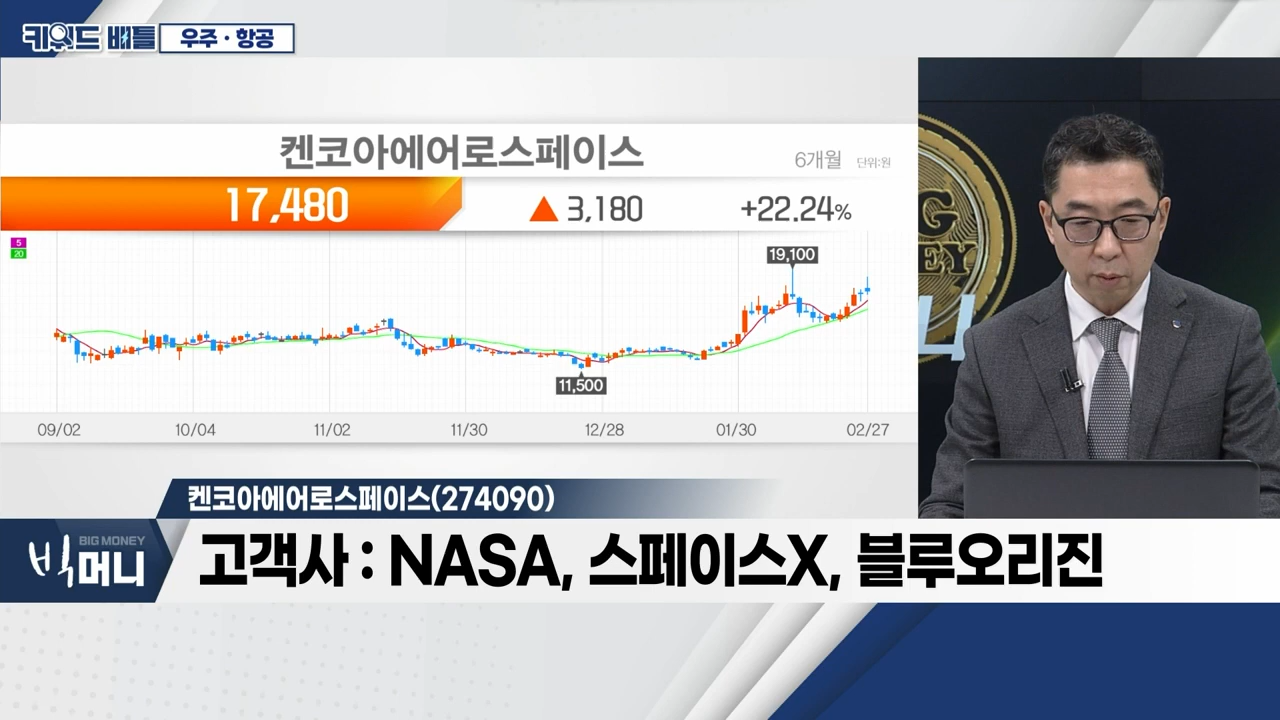 키워드 배틀 우주·항공
켄코아에어로스페이스 6개월 단위:원
17,480 ▲ 3,180 +22.24%
5
20
19,100
11,500
09/02 10/04 11/02 11/30 12/28 01/30 02/27
켄코아에어로스페이스(274090)
BIG MONEY
빅머니
고객사 : NASA, 스페이스X, 블루오리진